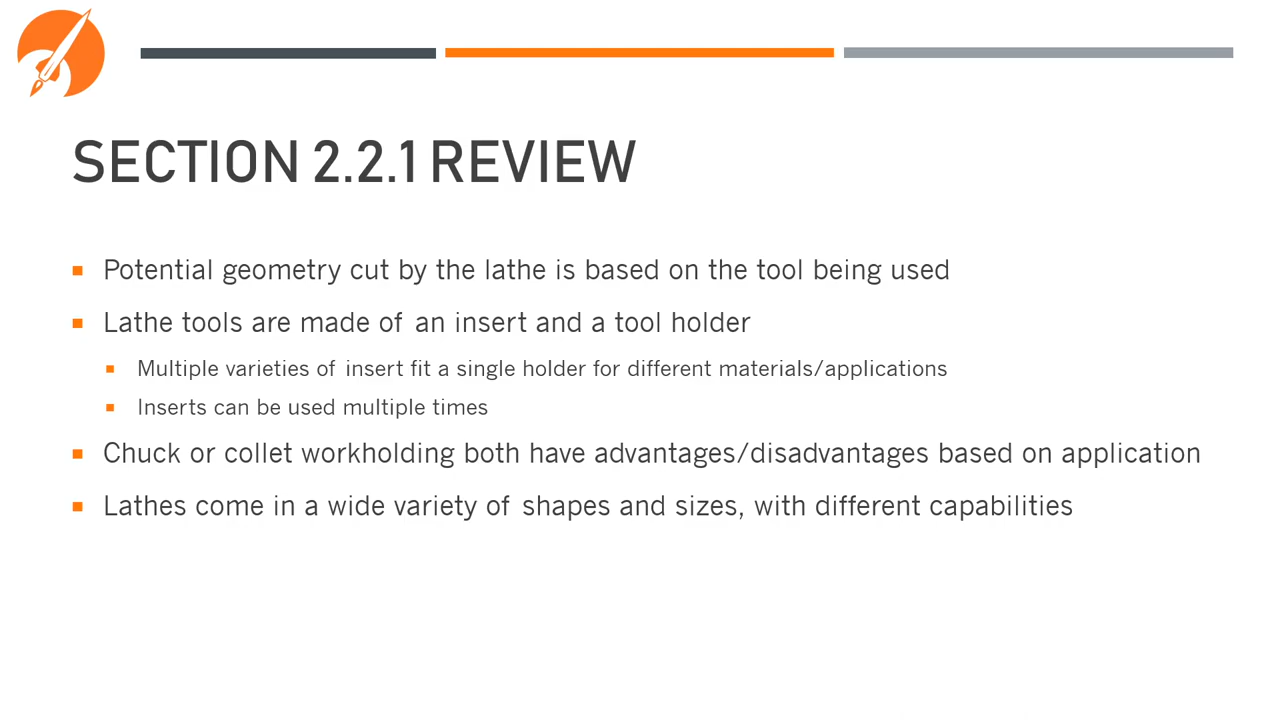 SECTION 2.2.1 REVIEW
Potential geometry cut by the lathe is based on the tool being used
Lathe tools are made of an insert and a tool holder
Multiple varieties of insert fit a single holder for different materials/applications
Inserts can be used multiple times
Chuck or collet workholding both have advantages/disadvantages based on application
Lathes come in a wide variety of shapes and sizes, with different capabilities